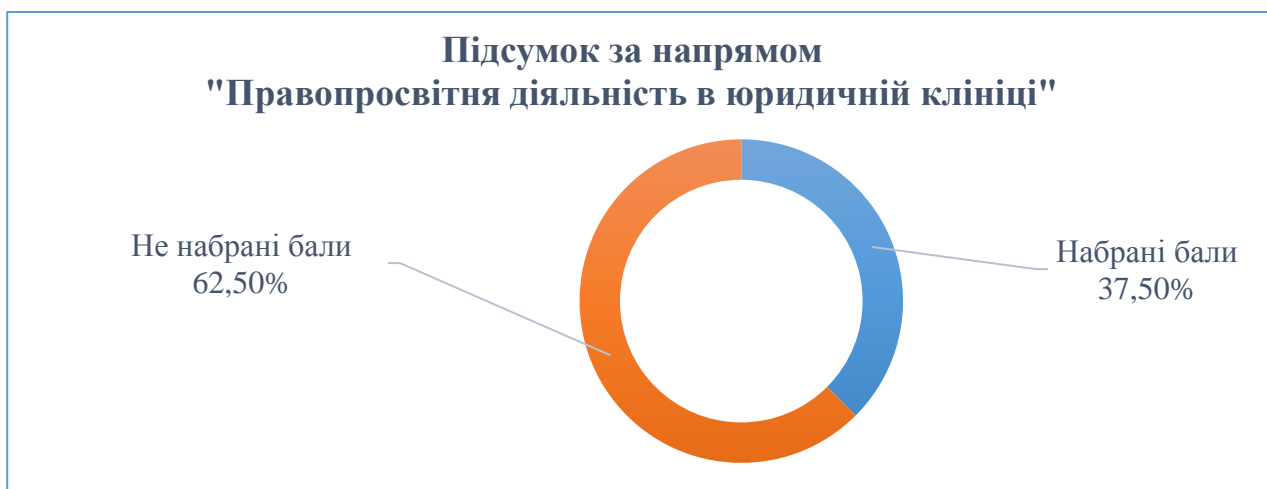 Підсумок за напрямом
"Правопросвітня діяльність в юридичній клініці"
Не набрані бали
62,50%
Набрані бали
37,50%